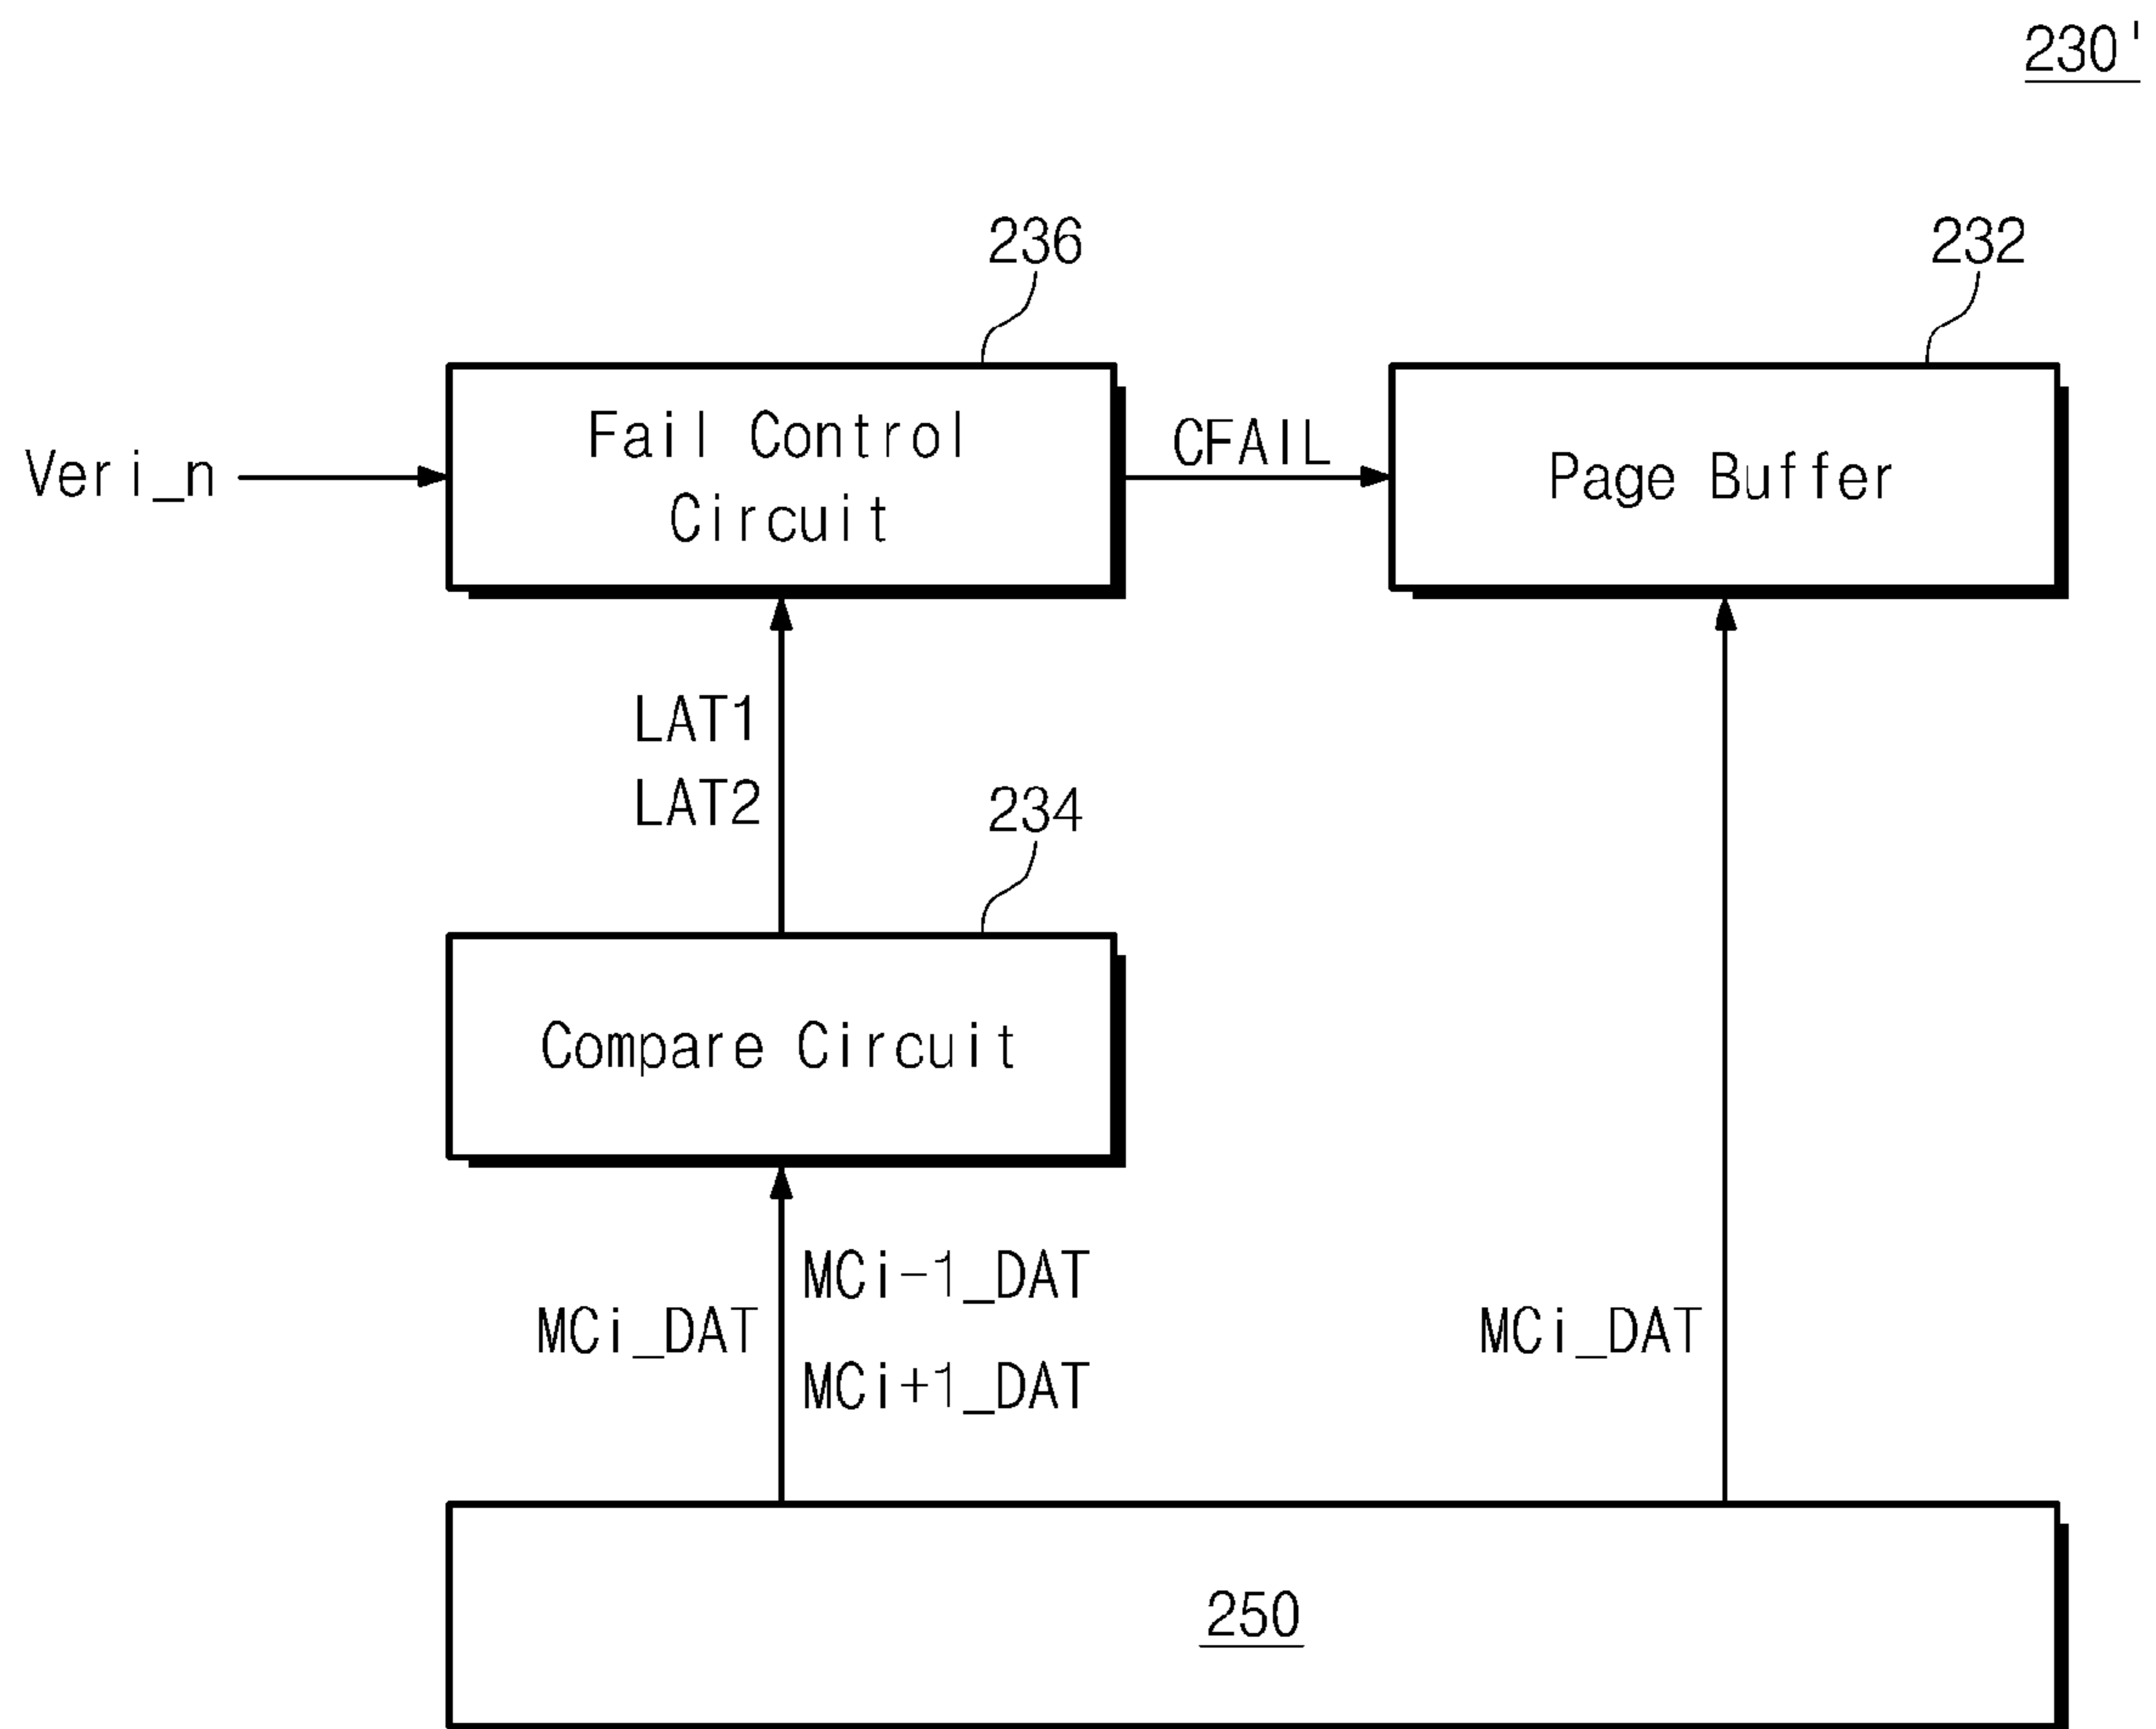 230'
236
232
Veri_n
Fail Control
Circuit
CFAIL
Page Buffer
LAT1
LAT2
234
Compare Circuit
MCi_DAT
MCi-1_DAT
MCi+1_DAT
MCi_DAT
250